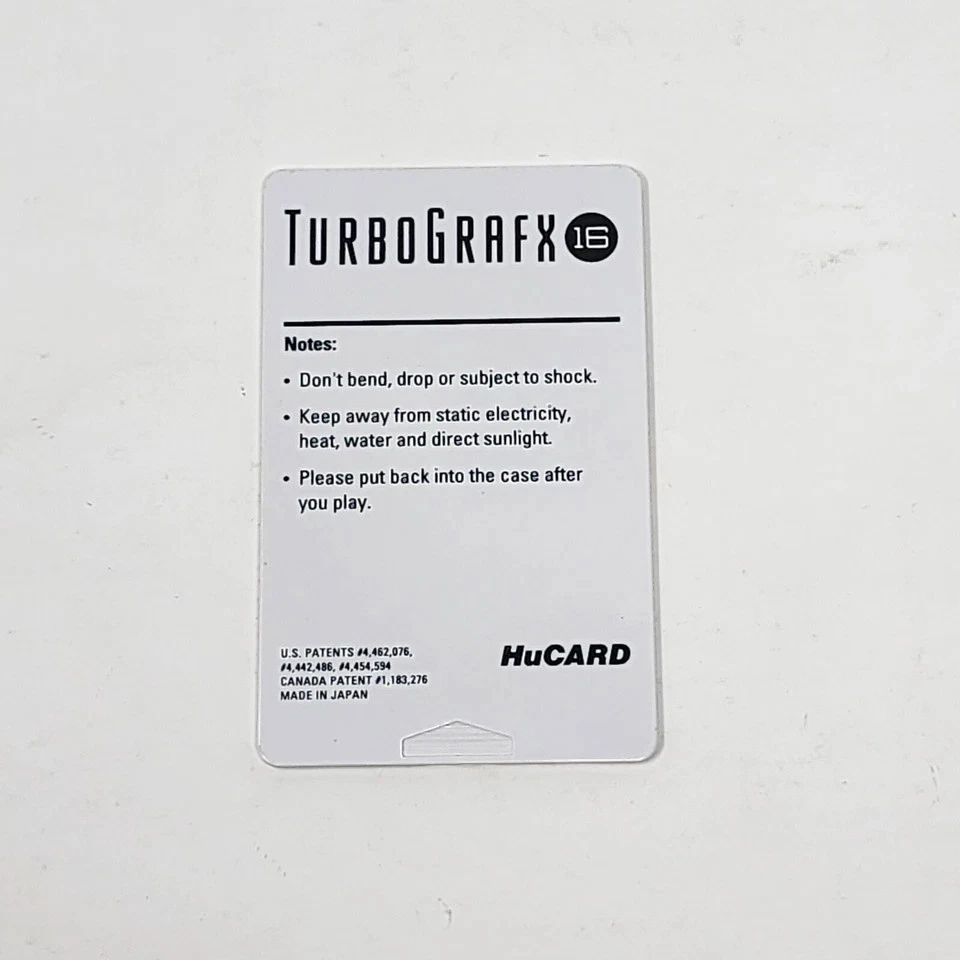 TURBOGRAFX 16
Notes:
• Don't bend, drop or subject to shock.
• Keep away from static electricity,
heat, water and direct sunlight.
• Please put back into the case after
you play.
U.S. PATENTS #4,462,076,
#4,442,486, #4,454,594
CANADA PATENT #1,183,276
MADE IN JAPAN
HuCARD